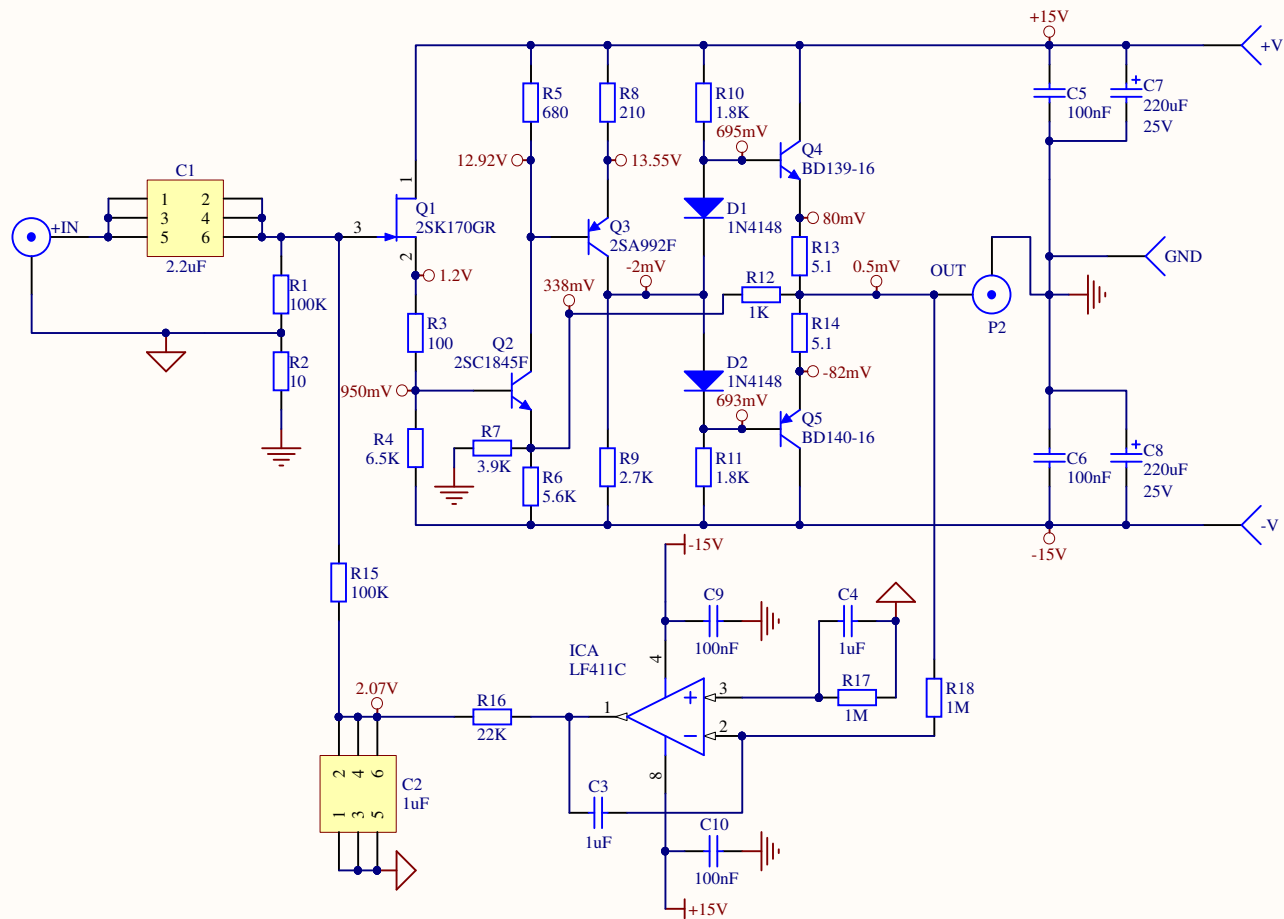 +15V
+V
R5
680
R8
210
R10
1.8K
C5
100nF
C7
+
220uF
25V
695mV
Q4
BD139-16
12.92V
13.55V
C1
1 2
3 4
5 6
2.2uF
+IN
1
Q1
2SK170GR
3
2
1.2V
Q3
2SA992F
-2mV
D1
1N4148
80mV
R13
5.1
GND
R1
100K
338mV
R12
1K
0.5mV
OUT
P2
R2
10
R3
100
R14
5.1
Q2
2SC1845F
950mV
D2
1N4148
-82mV
693mV
Q5
BD140-16
R4
6.5K
R7
3.9K
R6
5.6K
R9
2.7K
R11
1.8K
C6
100nF
C8
+
220uF
25V
-V
-15V
-15V
R15
100K
C9
100nF
C4
1uF
ICA
LF411C
4
R17
1M
R18
1M
2.07V
R16
22K
1
+
3
−
2
8
2 4 6
1 3 5
C2
1uF
C3
1uF
C10
100nF
+15V